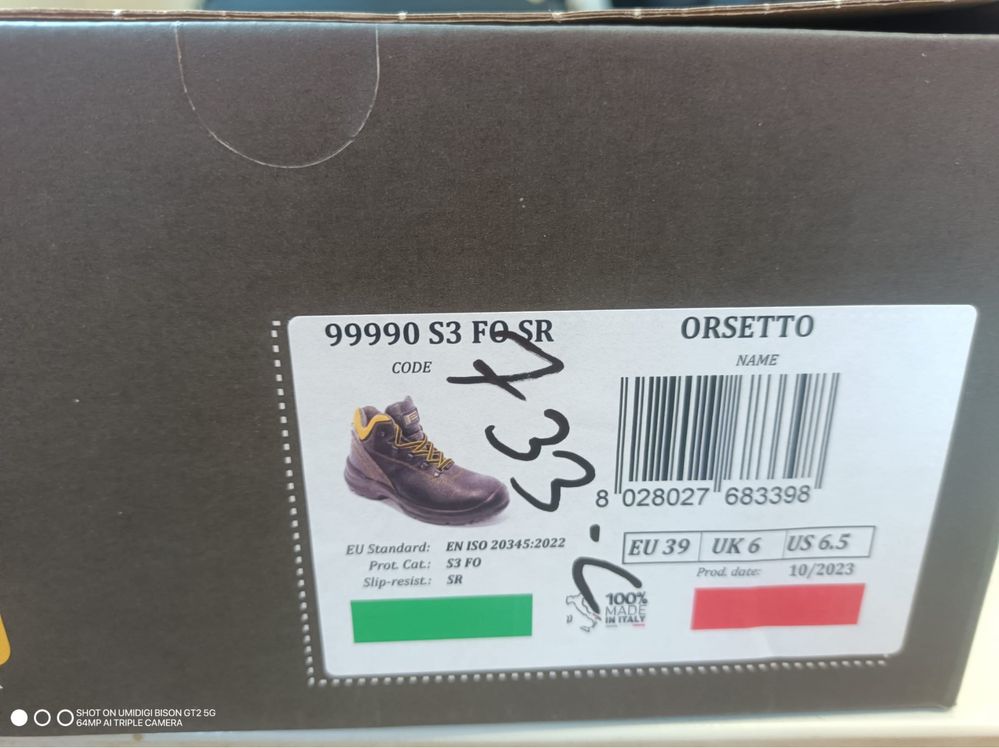 99990 S3 FO SR
CODE
ORSETTO
NAME
8 028027 683398
EU Standard: EN ISO 20345:2022
Prot. Cat.: S3 FO
Slip-resist.: SR
EU 39 UK 6 US 6.5
Prod. date: 10/2023
100%
MADE
IN ITALY
SHOT ON UMIDIGI BISON GT2 5G
64MP AI TRIPLE CAMERA